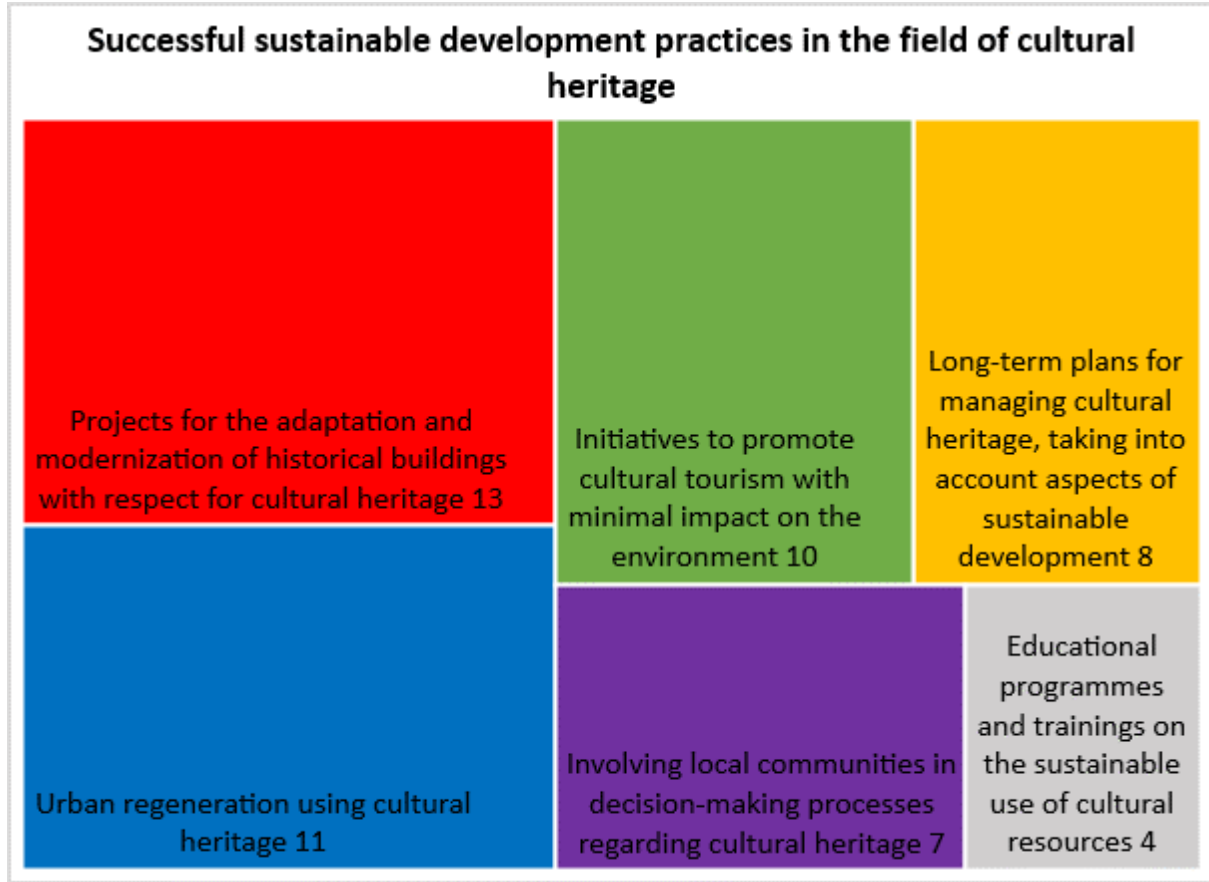 Successful sustainable development practices in the field of cultural
heritage
Projects for the adaptation and
modernization of historical buildings
with respect for cultural heritage 13
Urban regeneration using cultural
heritage 11
Initiatives to promote
cultural tourism with
minimal impact on the
environment 10
Long-term plans for
managing cultural
heritage, taking into
account aspects of
sustainable
development 8
Involving local communities in
decision-making processes
regarding cultural heritage 7
Educational
programmes
and trainings on
the sustainable
use of cultural
resources 4